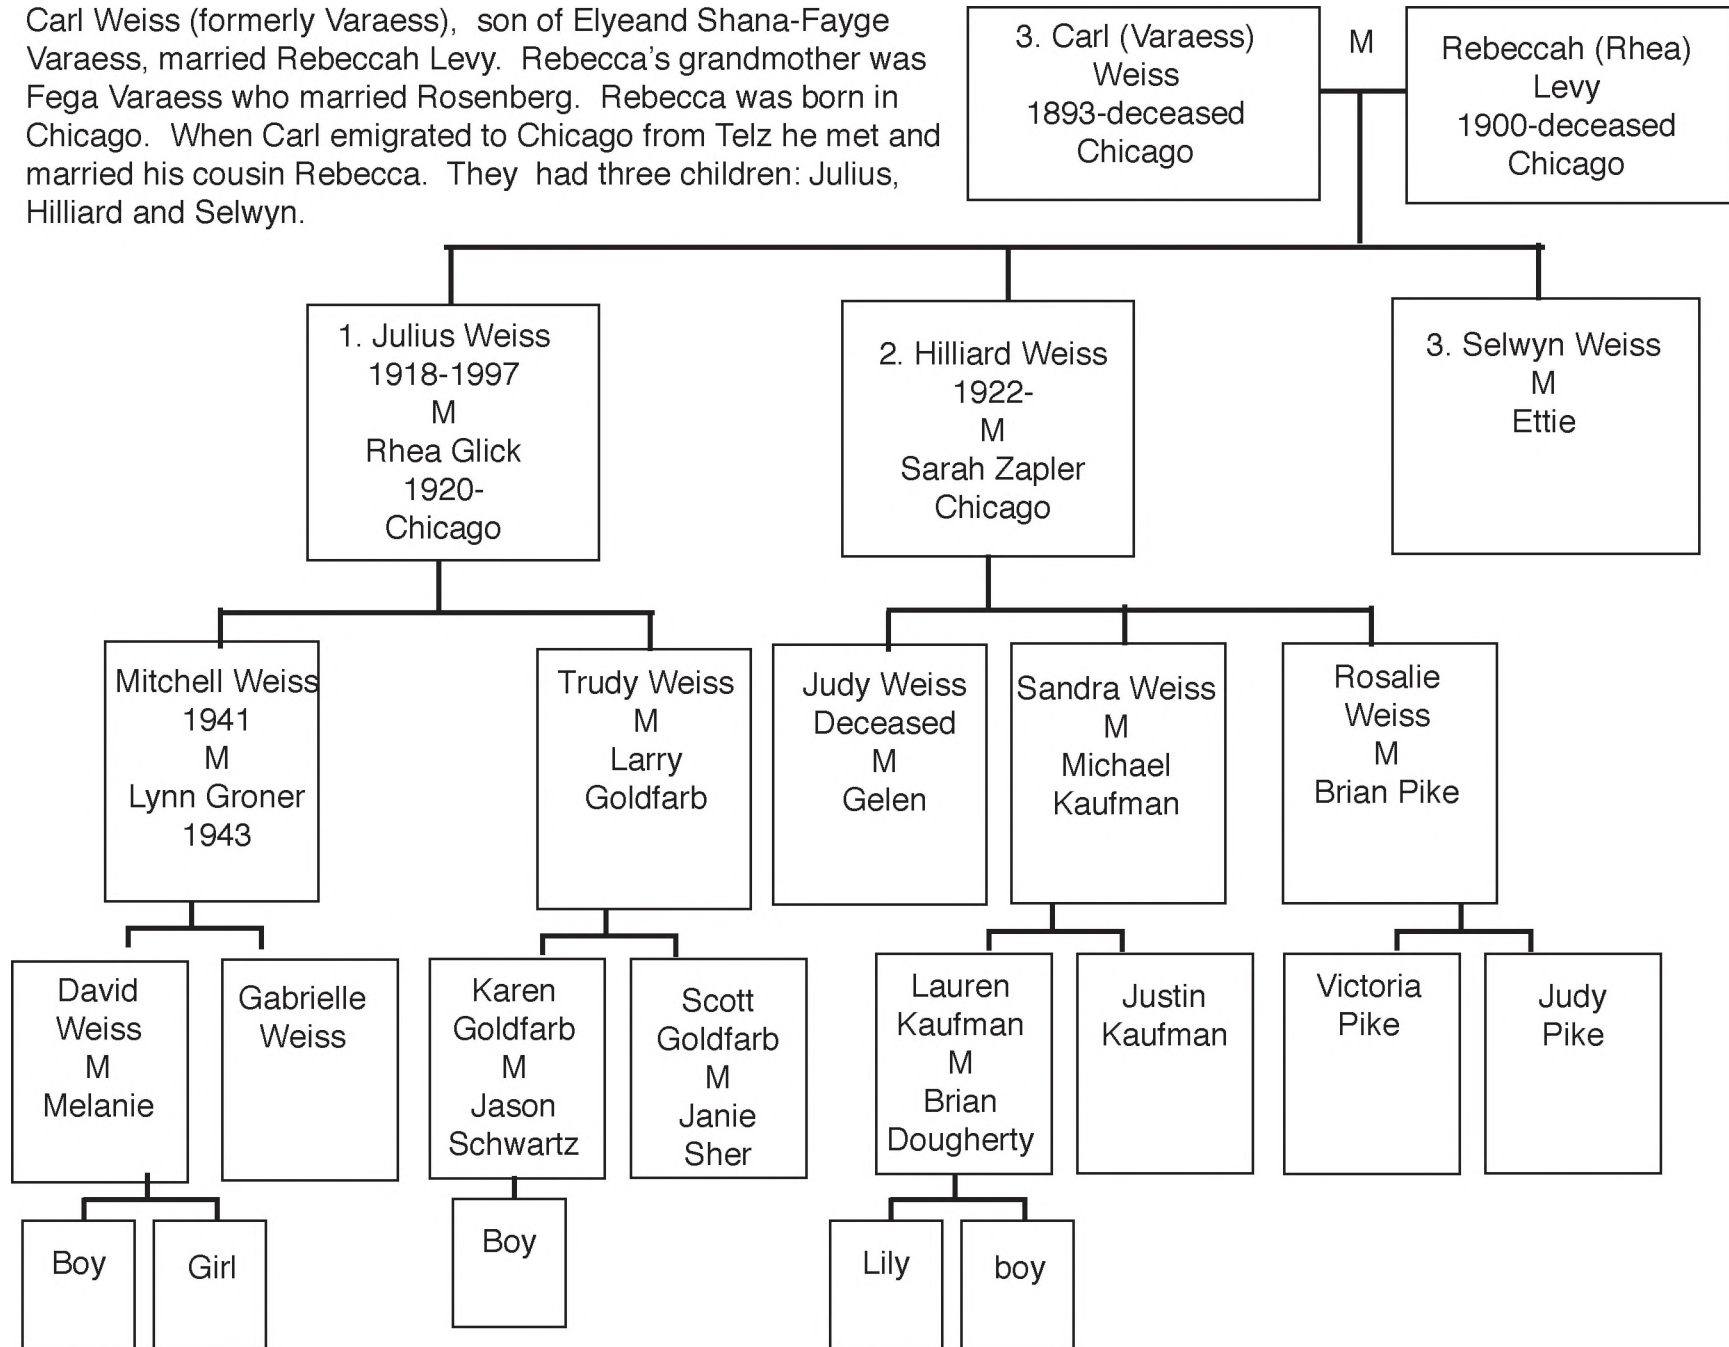 Carl Weiss (formerly Varaess),  son of Elyeand Shana-Fayge
Varaess, married Rebeccah Levy.  Rebecca's grandmother was
Fega Varaess who married Rosenberg.  Rebecca was born in
Chicago.  When Carl emigrated to Chicago from Telz he met and
married his cousin Rebecca.  They  had three children: Julius,
Hilliard and Selwyn.
3. Carl (Varaess)
Weiss
1893-deceased
Chicago
M
Rebeccah (Rhea)
Levy
1900-deceased
Chicago
1. Julius Weiss
1918-1997
M
Rhea Glick
1920-
Chicago
2. Hilliard Weiss
1922-
M
Sarah Zapler
Chicago
3. Selwyn Weiss
M
Ettie
Mitchell Weiss
1941
M
Lynn Groner
1943
Trudy Weiss
M
Larry
Goldfarb
Judy Weiss
Deceased
M
Gelen
Sandra Weiss
M
Michael
Kaufman
Rosalie
Weiss
M
Brian Pike
David
Weiss
M
Melanie
Gabrielle
Weiss
Karen
Goldfarb
M
Jason
Schwartz
Scott
Goldfarb
M
Janie
Sher
Lauren
Kaufman
M
Brian
Dougherty
Justin
Kaufman
Victoria
Pike
Judy
Pike
Boy
Girl
Boy
Lily
boy